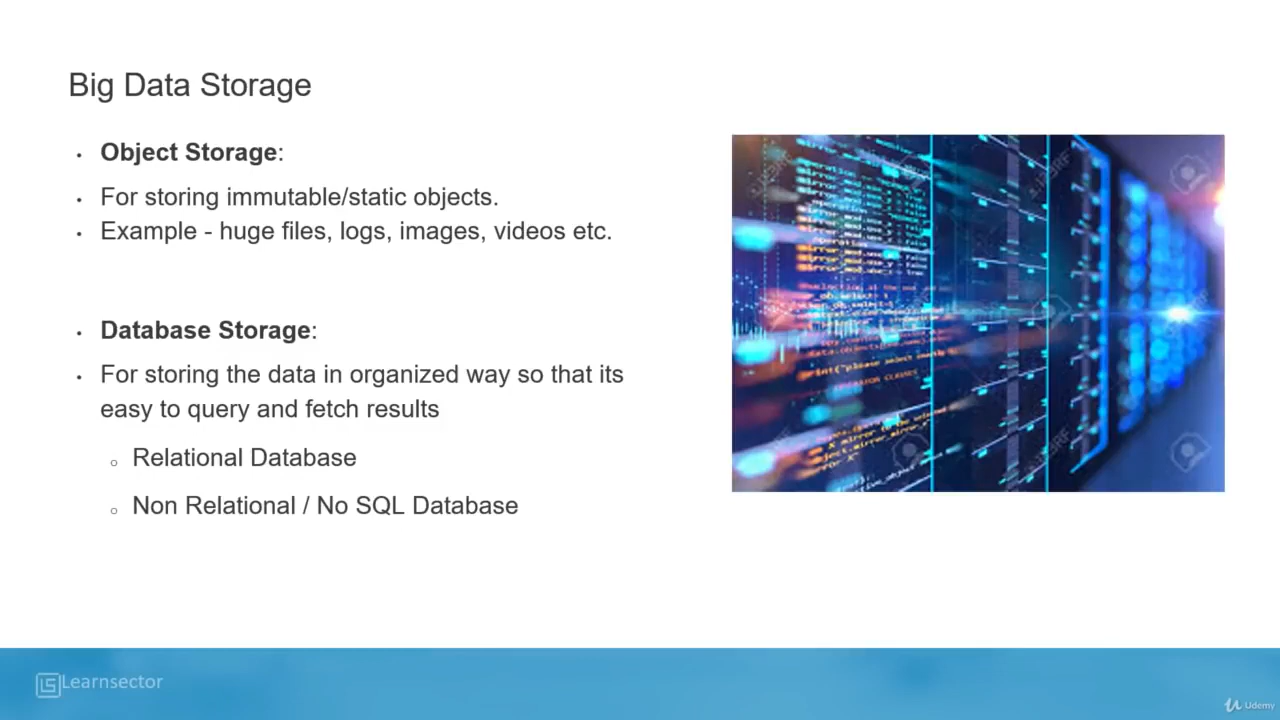 Big Data Storage
• Object Storage:
• For storing immutable/static objects.
• Example - huge files, logs, images, videos etc.
• Database Storage:
• For storing the data in organized way so that its
easy to query and fetch results
○ Relational Database
○ Non Relational / No SQL Database
LS Learnsector
Udemy